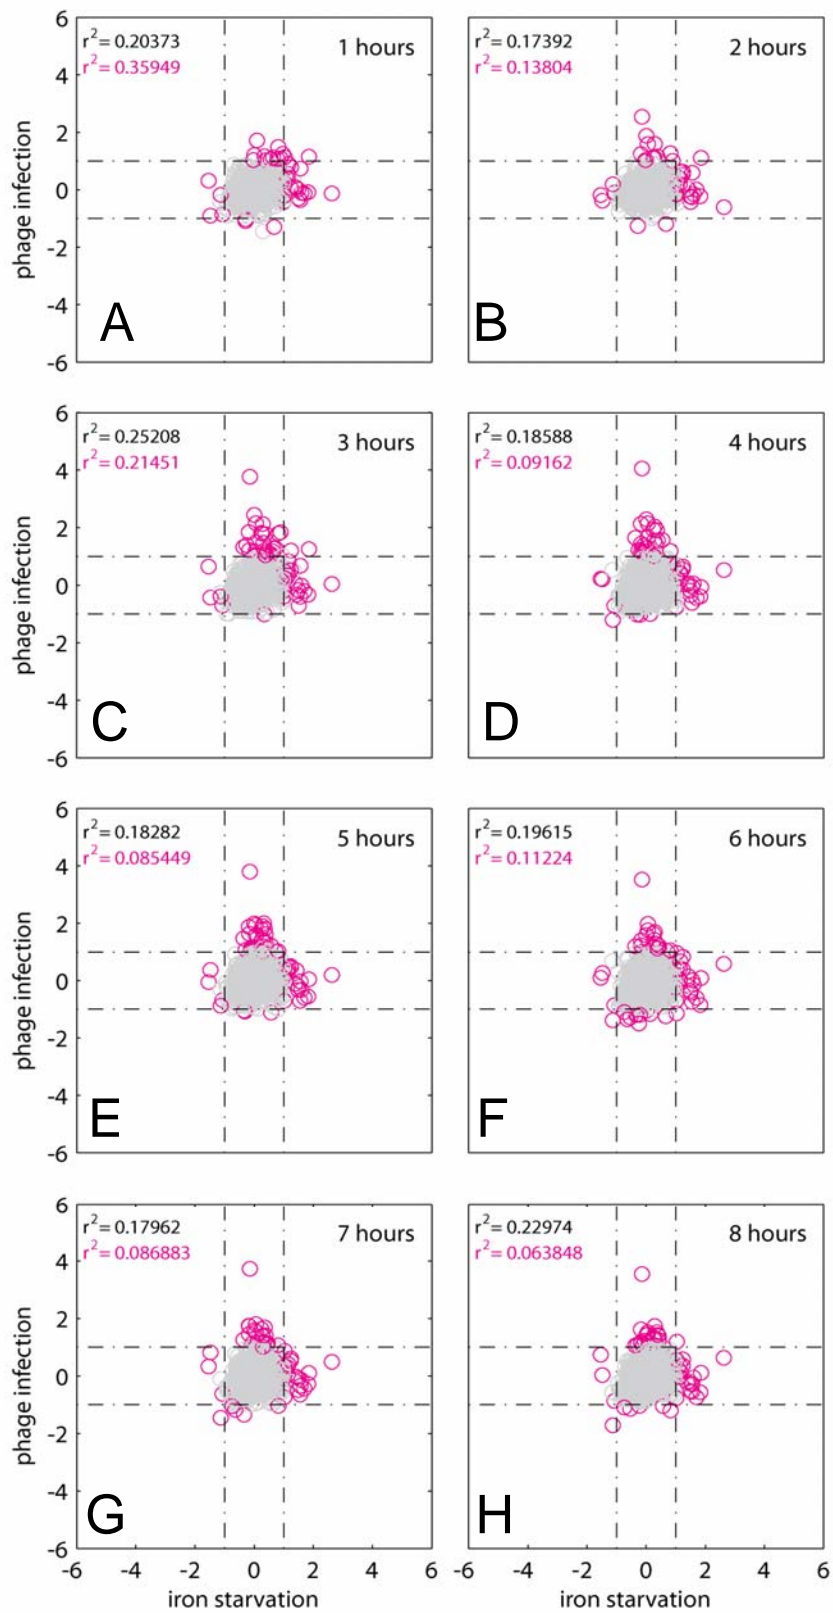 6
4
2
0
-2
-4
-6
phage infection
r2= 0.20373
r2= 0.35949
1 hours
A
r2= 0.17392
r2= 0.13804
2 hours
B
6
4
2
0
-2
-4
-6
phage infection
r2= 0.25208
r2= 0.21451
3 hours
C
r2= 0.18588
r2= 0.09162
4 hours
D
6
4
2
0
-2
-4
-6
phage infection
r2= 0.18282
r2= 0.085449
5 hours
E
r2= 0.19615
r2= 0.11224
6 hours
F
6
4
2
0
-2
-4
-6
phage infection
r2= 0.17962
r2= 0.086883
7 hours
G
r2= 0.22974
r2= 0.063848
8 hours
H
-6 -4 -2 0 2 4 6
iron starvation
-6 -4 -2 0 2 4 6
iron starvation